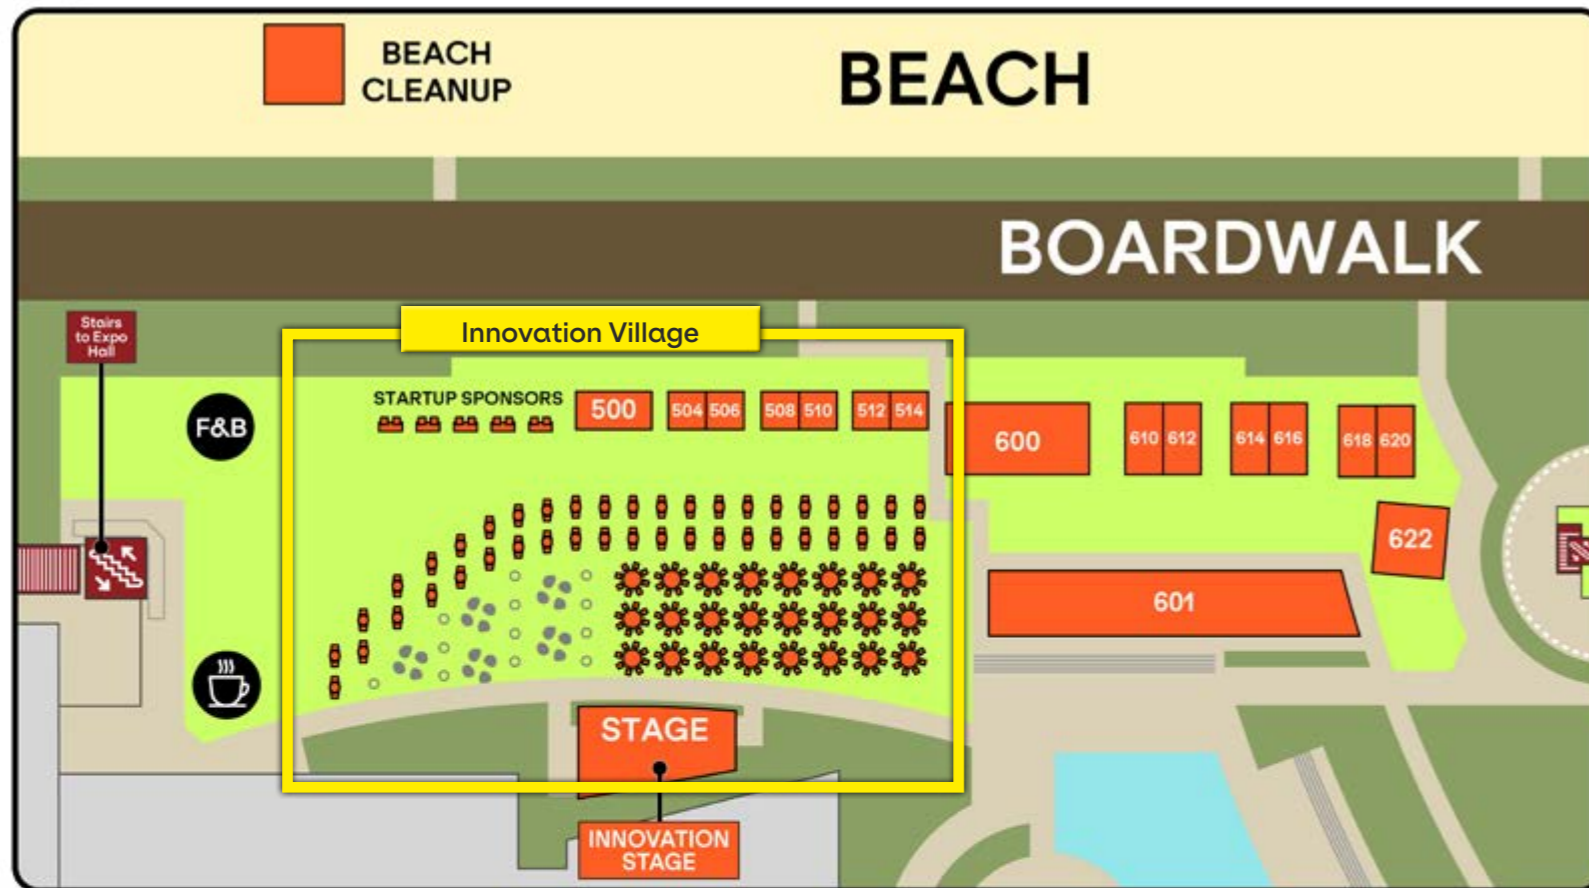 BEACH
CLEANUP
BEACH
BOARDWALK
Stairs
to Expo
Hall
Innovation Village
F&B
STARTUP SPONSORS
500
504 506
508 510
512 514
600
610 612
614 616
618 620
622
601
STAGE
INNOVATION
STAGE